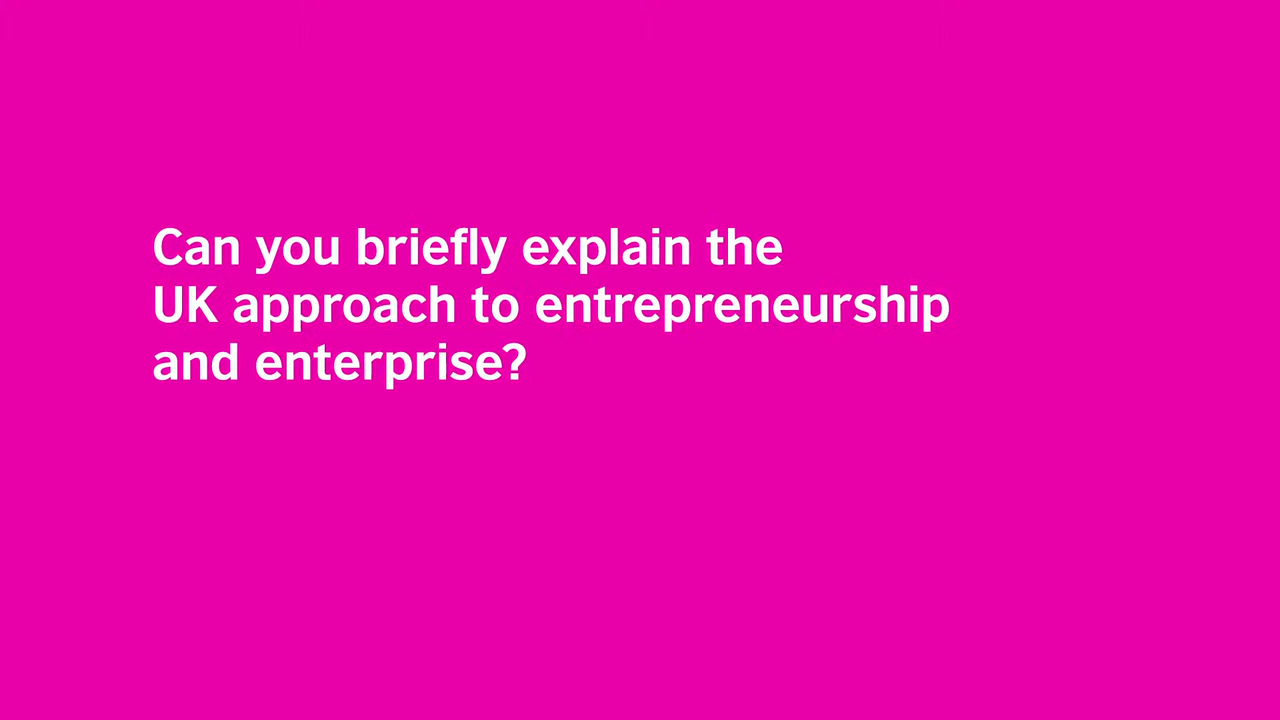 Can you briefly explain the
UK approach to entrepreneurship
and enterprise?